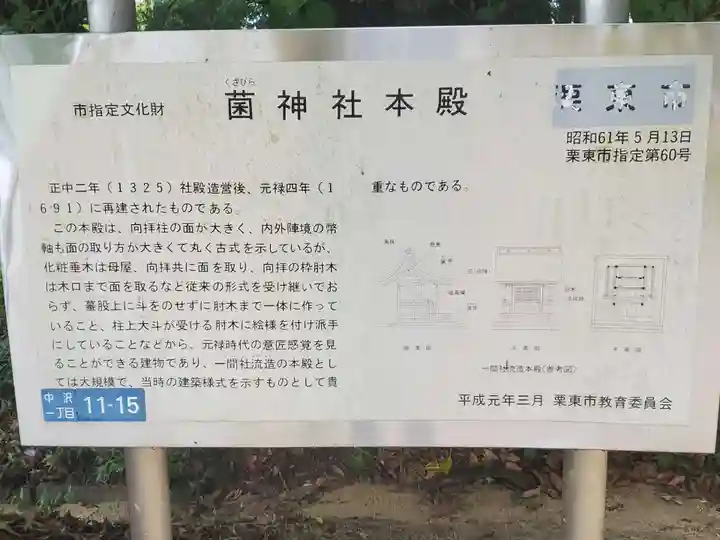 くさびら
市指定文化財 菌神社本殿 栗東市
昭和61年5月13日
栗東市指定第60号
正中二年(1325)社殿造営後、元禄四年(1
691)に再建されたものである。
この本殿は、向拝柱の面が大きく、内外陣境の幣
軸も面の取り方が大きくて丸く古式を示しているが、
化粧垂木は母屋、向拝共に面を取り、向拝の枠肘木
は木口まで面を取るなど従来の形式を受け継いでお
らず、蟇股上に斗をのせずに肘木まで一体に作って
いること、柱上大斗が受ける肘木に絵様を付け派手
にしていることなどから、元禄時代の意匠感覚を見
ることができる建物であり、一間社流造の本殿とし
ては大規模で、当時の建築様式を示すものとして貴
重なものである。
一間社流造本殿(参考図)
平成元年三月 栗東市教育委員会
中沢
一丁目 11-15